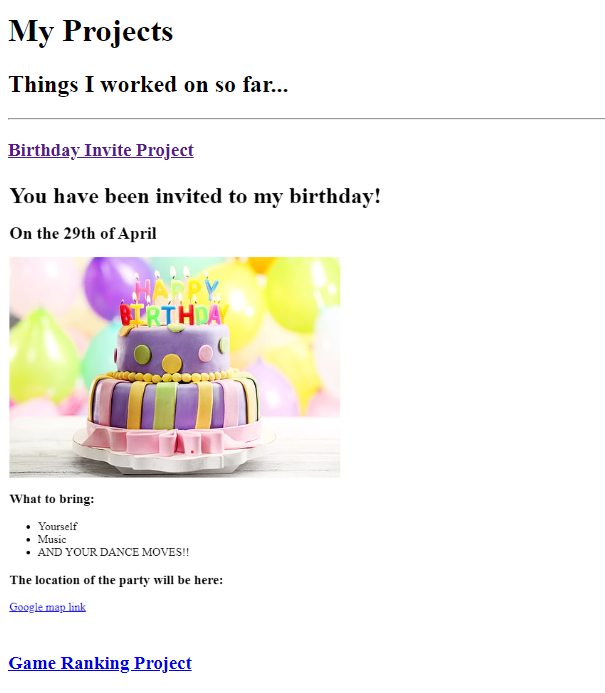 My Projects
Things I worked on so far...
Birthday Invite Project
You have been invited to my birthday!
On the 29th of April
HAPPY
BIRTHDAY
What to bring:
Yourself
Music
AND YOUR DANCE MOVES!!
The location of the party will be here:
Google map link
Game Ranking Project